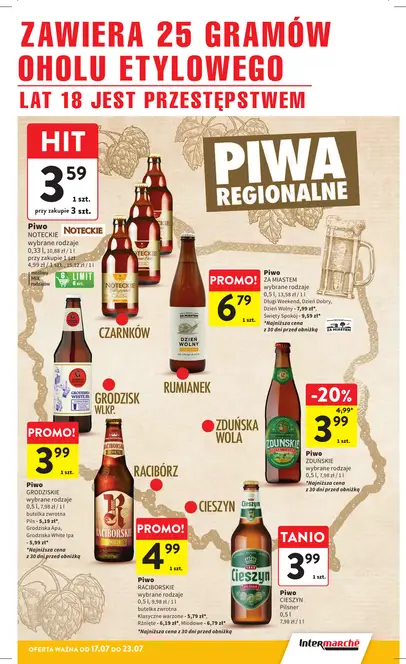 ZAWIERA 25 GRAMÓW
OHOLU ETYLOWEGO
LAT 18 JEST PRZESTĘPSTWEM
HIT
3 59
1 szt.
przy zakupie 3 szt.
PIWA
REGIONALNE
Piwo
NOTECKIE
wybrane rodzaje
0,33 l, 10,88 zł / 1 l
przy zakupie 1 szt
NOTECKIE
LIMIT
CZARNKÓW
PROMO!
6 79
1 szt.
Piwo
ZA MIASTEM
wybrane rodzaje
0,5 l, 13,58 zł / 1 l
Długi Weekend, Dzień Dobry,
Dzień Wolny - 7,99 zł*,
Święty Spokój - 9,59 zł*
*Najniższa cena
z 30 dni przed obniżką
ZA MIASTEM
DZIEŃ
WOLNY
RUMIANEK
GRODZISK
WLKP.
ZDUŃSKA
WOLA
-20%
4,99*
3 99
1 szt.
Piwo
ZDUŃSKIE
wybrane rodzaje
0,5 l, 7,98 zł / 1 l
*Najniższa cena
z 30 dni przed obniżką
ZDUŃSKIE
PROMO!
3 99
1 szt.
Piwo
GRODZISKIE
wybrane rodzaje
0,5 l, 7,98 zł / 1 l
butelka zwrotna
Pils - 5,19 zł*,
Grodziska Apa,
Grodziska White Ipa
- 5,99 zł*
*Najniższa cena
z 30 dni przed obniżką
RACIBÓRZ
RACIBORSKIE
CIESZYN
PROMO!
4 99
1 szt.
Piwo
RACIBORSKIE
wybrane rodzaje
0,5 l, 9,98 zł / 1 l
butelka zwrotna
Klasyczne warzone - 5,79 zł*,
Rżnięte - 6,19 zł*, Miodowe - 6,79 zł*
*Najniższa cena z 30 dni przed obniżką
Cieszyn
TANIO
3 99
1 szt.
Piwo
CIESZYN
Pilsner
0,5 l
7,98 zł / 1 l
OFERTA WAŻNA OD 17.07 DO 23.07
Intermarché